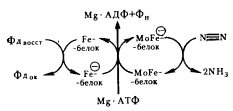 Mg·АДФ+Фн
Фд восст Fe- -белок MoFe⊖ -белок N≡N
Фд ок Fe⊖ -белок MoFe- -белок 2NH₃
Mg·АТФ